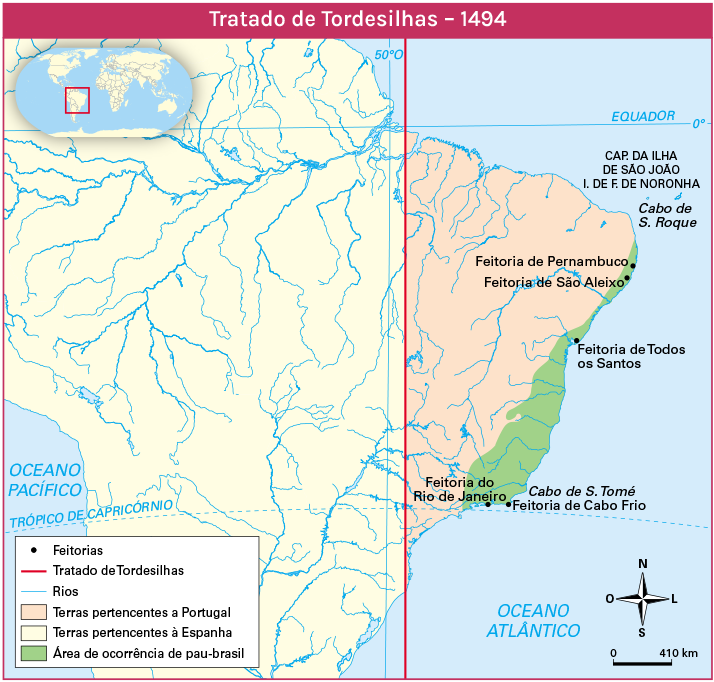 Tratado de Tordesilhas – 1494
50°O
EQUADOR
0°
CAP. DA ILHA
DE SÃO JOÃO
I. DE F. DE NORONHA
Cabo de
S. Roque
Feitoria de Pernambuco
Feitoria de São Aleixo
Feitoria de Todos
os Santos
OCEANO
PACÍFICO
Feitoria do
Rio de Janeiro
Cabo de S. Tomé
Feitoria de Cabo Frio
TRÓPICO DE CAPRICÓRNIO
Feitorias
Tratado de Tordesilhas
Rios
Terras pertencentes a Portugal
Terras pertencentes à Espanha
Área de ocorrência de pau-brasil
OCEANO
ATLÂNTICO
N
O
L
S
0
410 km